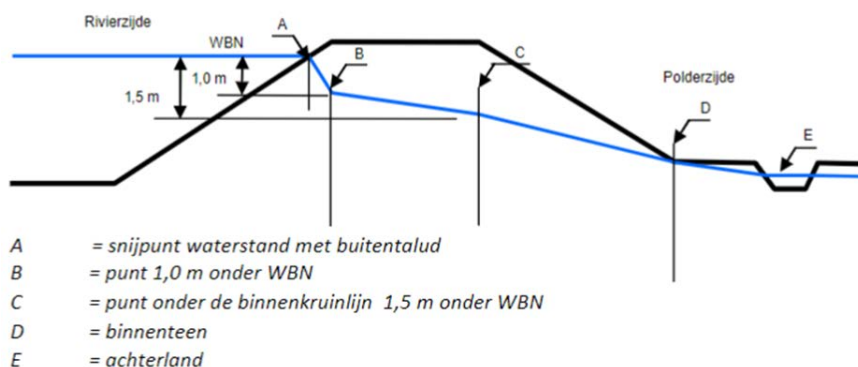 Rivierzijde
A
WBN
B
C
1,0 m
1,5 m
Polderzijde
D
E
A = snijpunt waterstand met buitentalud
B = punt 1,0 m onder WBN
C = punt onder de binnenkruinlijn 1,5 m onder WBN
D = binnenteen
E = achterland